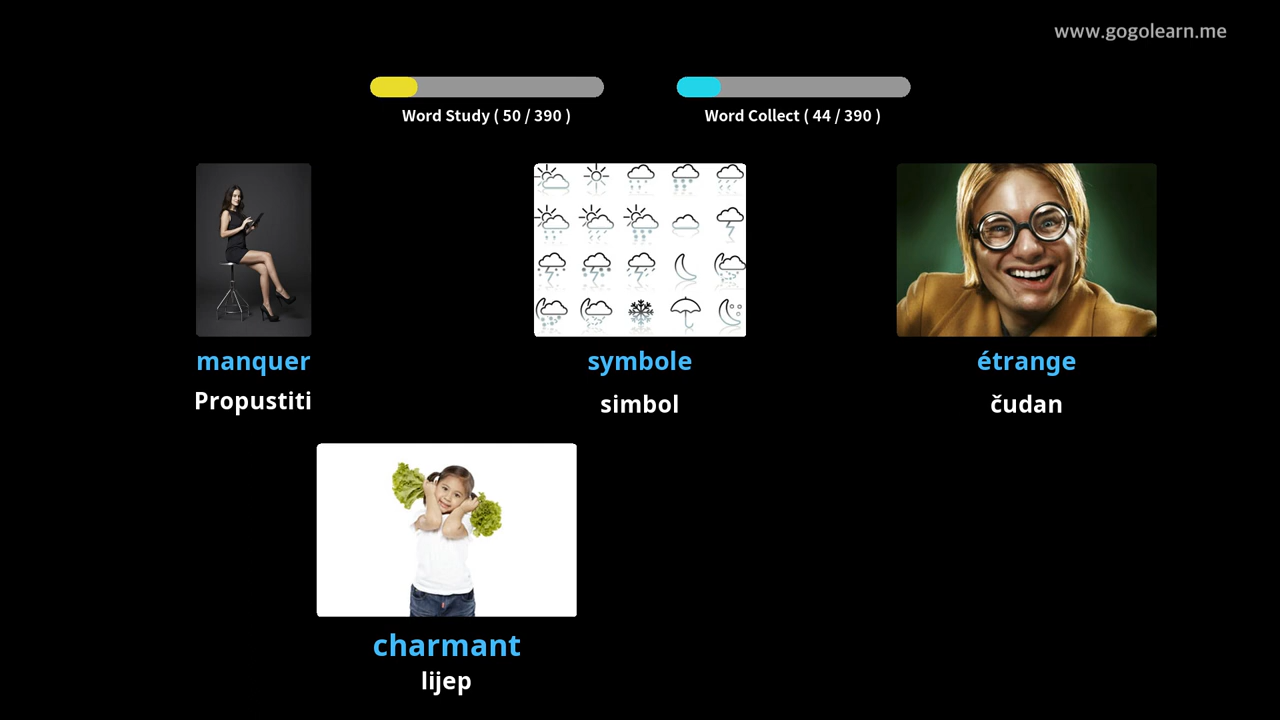 www.gogolearn.me
Word Study ( 50 / 390 )
Word Collect ( 44 / 390 )
manquer
Propustiti
symbole
simbol
étrange
čudan
charmant
lijep